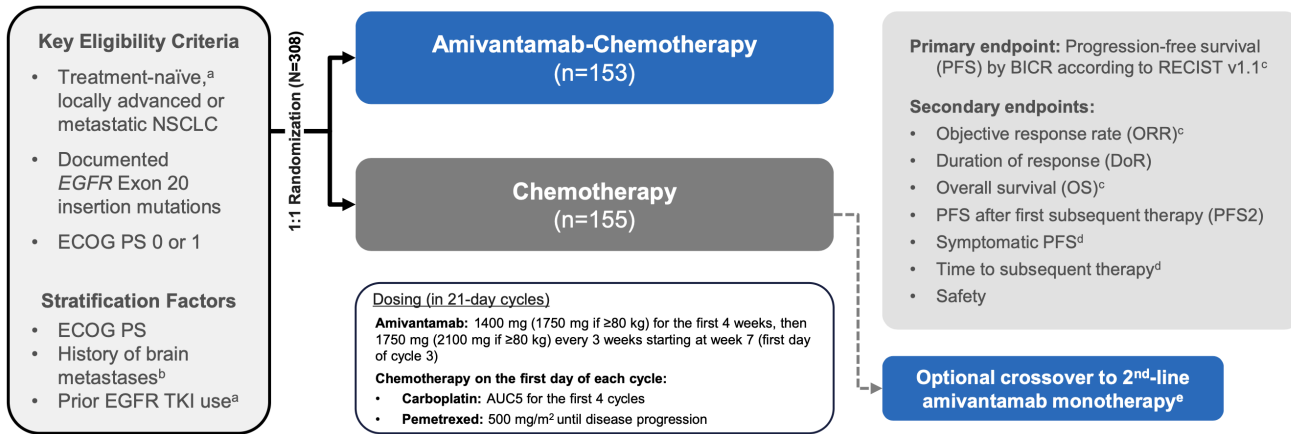 Key Eligibility Criteria
• Treatment-naïve,ᵃ
locally advanced or
metastatic NSCLC
• Documented
EGFR Exon 20
insertion mutations
• ECOG PS 0 or 1
Stratification Factors
• ECOG PS
• History of brain
metastasesᵇ
• Prior EGFR TKI useᵃ
1:1 Randomization (N=308)
Amivantamab-Chemotherapy
(n=153)
Chemotherapy
(n=155)
Dosing (in 21-day cycles)
Amivantamab: 1400 mg (1750 mg if ≥80 kg) for the first 4 weeks, then
1750 mg (2100 mg if ≥80 kg) every 3 weeks starting at week 7 (first day
of cycle 3)
Chemotherapy on the first day of each cycle:
• Carboplatin: AUC5 for the first 4 cycles
• Pemetrexed: 500 mg/m² until disease progression
Primary endpoint: Progression-free survival
(PFS) by BICR according to RECIST v1.1ᶜ
Secondary endpoints:
• Objective response rate (ORR)ᶜ
• Duration of response (DoR)
• Overall survival (OS)ᶜ
• PFS after first subsequent therapy (PFS2)
• Symptomatic PFSᵈ
• Time to subsequent therapyᵈ
• Safety
Optional crossover to 2ⁿᵈ-line
amivantamab monotherapyᵉ